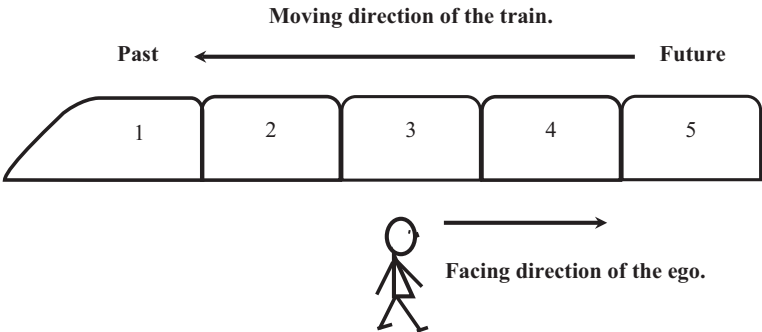 Moving direction of the train.
Past Future
1 2 3 4 5
Facing direction of the ego.